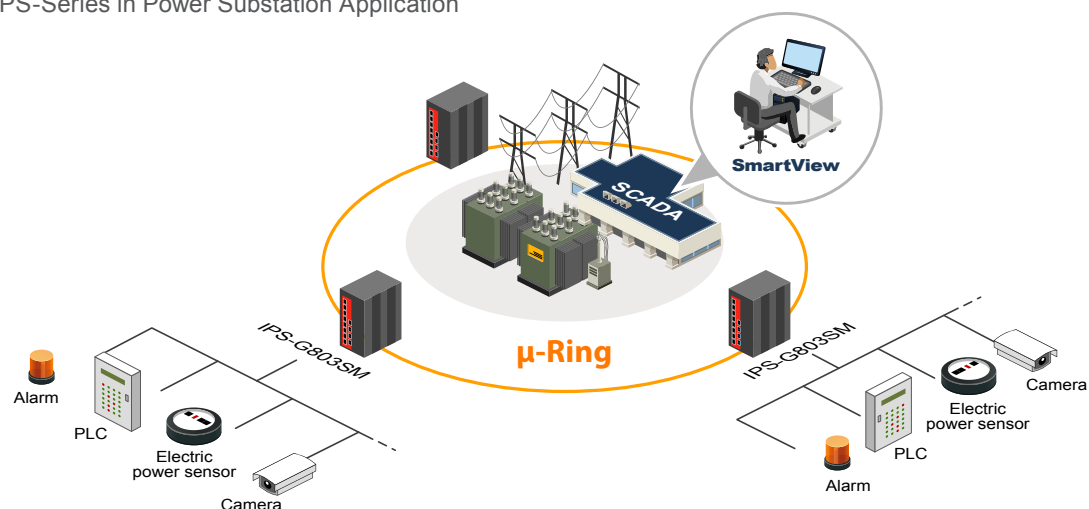 PS-Series in Power Substation Application
SmartView
SCADA
µ-Ring
IPS-G803SM
Alarm
PLC
Electric
power sensor
Camera
IPS-G803SM
Camera
Electric
power sensor
PLC
Alarm